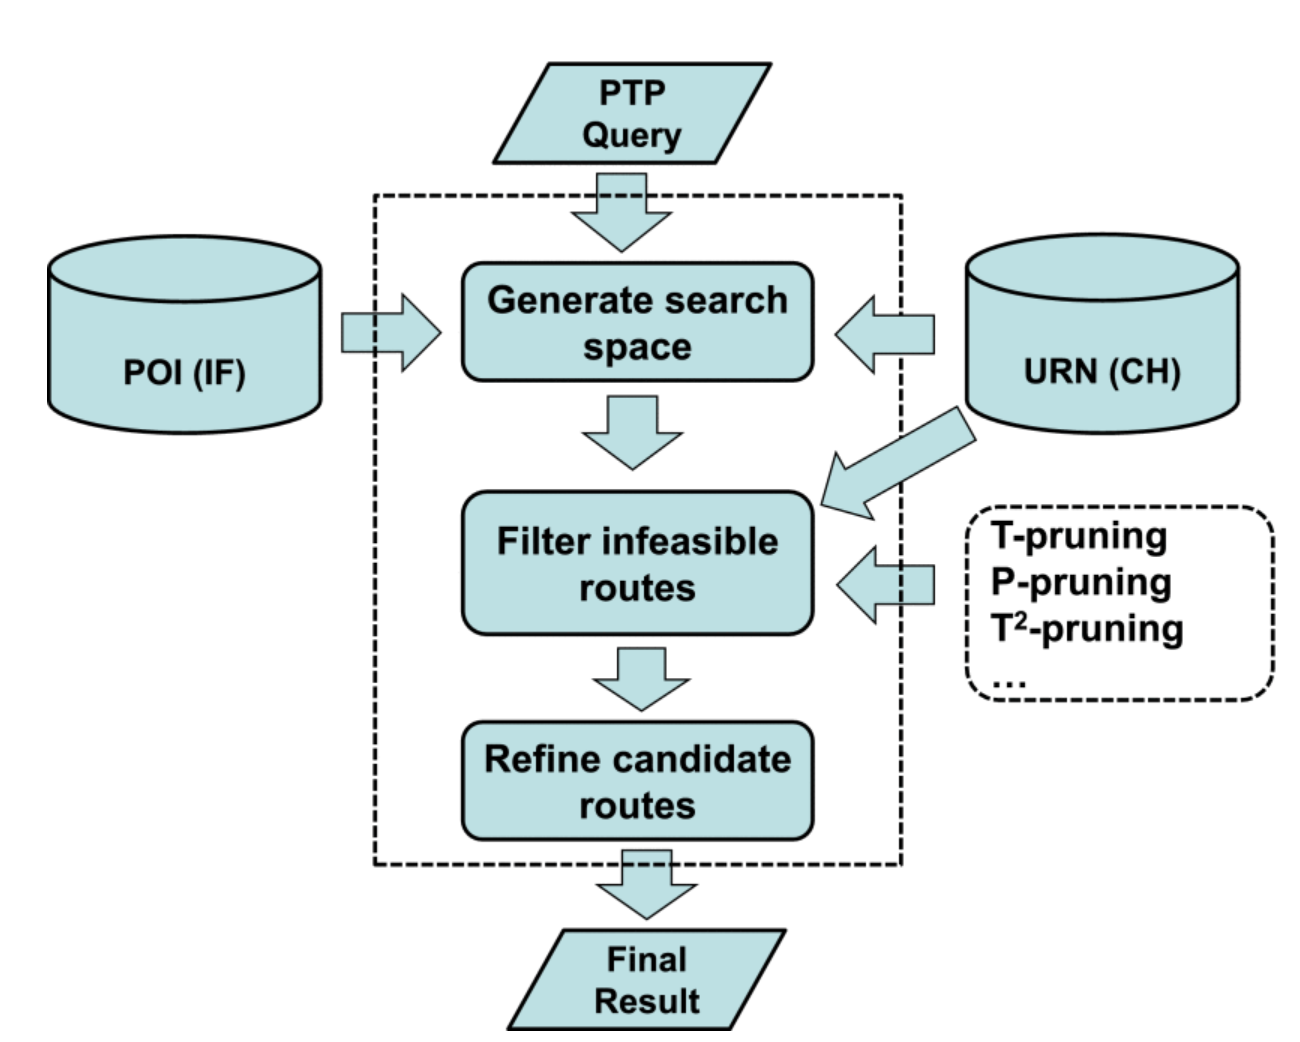 PTP
Query
Generate search
space
POI (IF)
URN (CH)
Filter infeasible
routes
T-pruning
P-pruning
T²-pruning
...
Refine candidate
routes
Final
Result